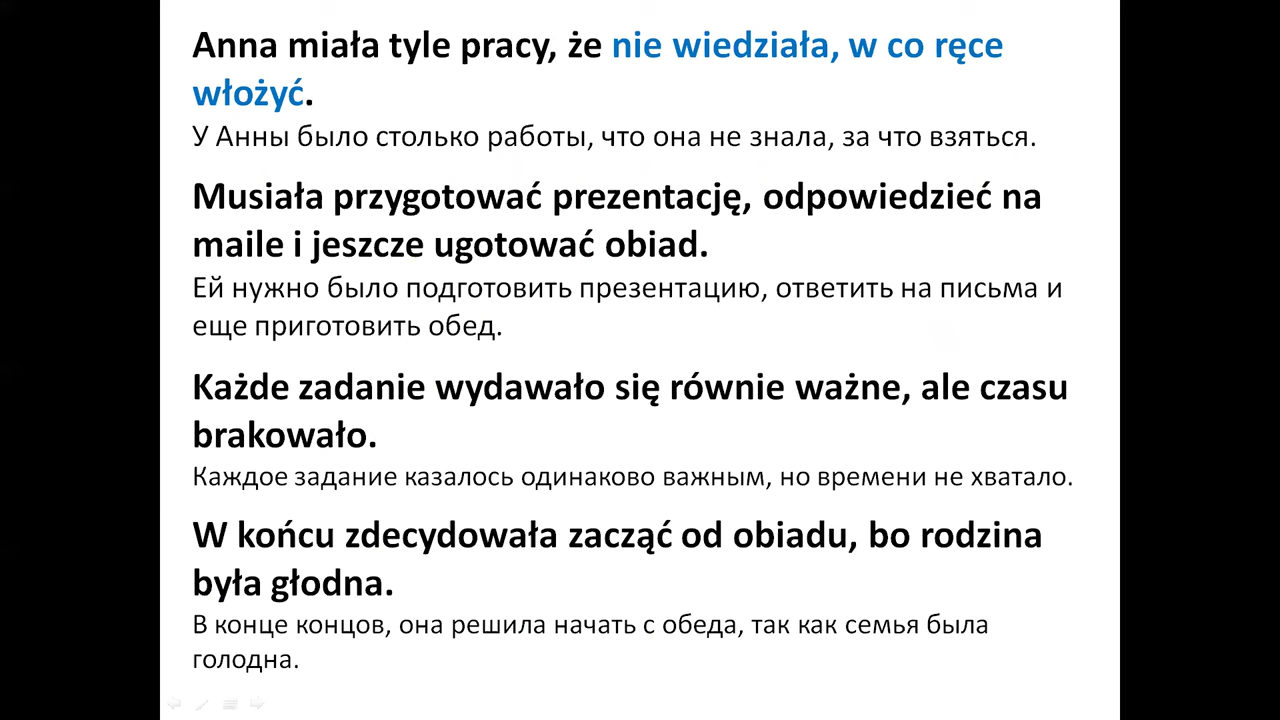 Anna miała tyle pracy, że nie wiedziała, w co ręce
włożyć.
У Анны было столько работы, что она не знала, за что взяться.
Musiała przygotować prezentację, odpowiedzieć na
maile i jeszcze ugotować obiad.
Ей нужно было подготовить презентацию, ответить на письма и
еще приготовить обед.
Każde zadanie wydawało się równie ważne, ale czasu
brakowało.
Каждое задание казалось одинаково важным, но времени не хватало.
W końcu zdecydowała zacząć od obiadu, bo rodzina
była głodna.
В конце концов, она решила начать с обеда, так как семья была
голодна.